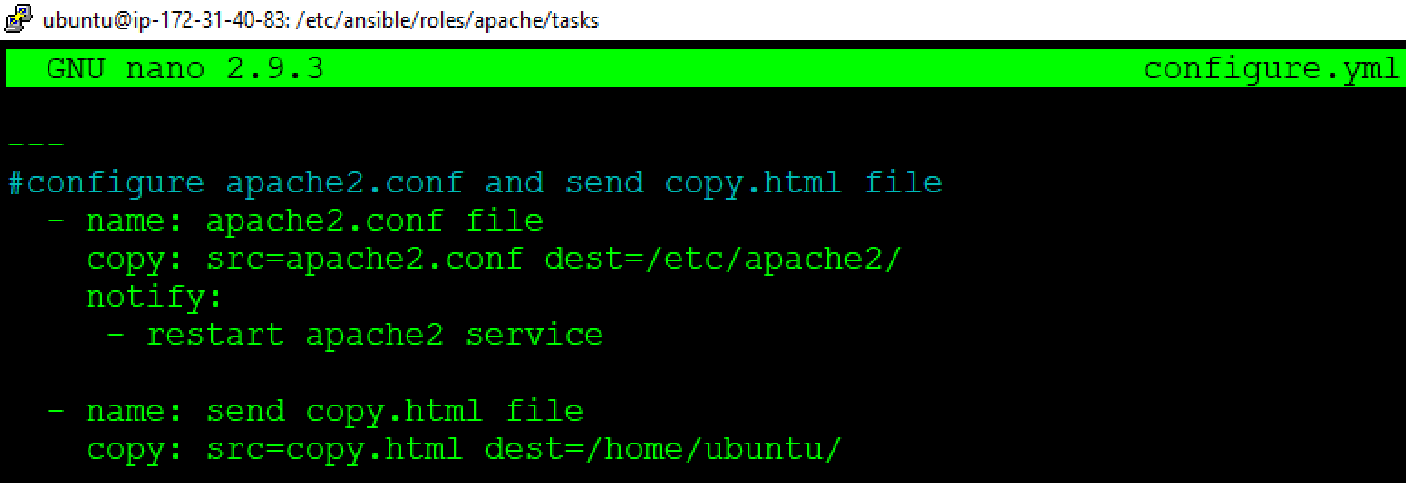 ubuntu@ip-172-31-40-83: /etc/ansible/roles/apache/tasks
GNU nano 2.9.3 configure.yml
---
#configure apache2.conf and send copy.html file
  - name: apache2.conf file
    copy: src=apache2.conf dest=/etc/apache2/
    notify:
     - restart apache2 service
  - name: send copy.html file
    copy: src=copy.html dest=/home/ubuntu/